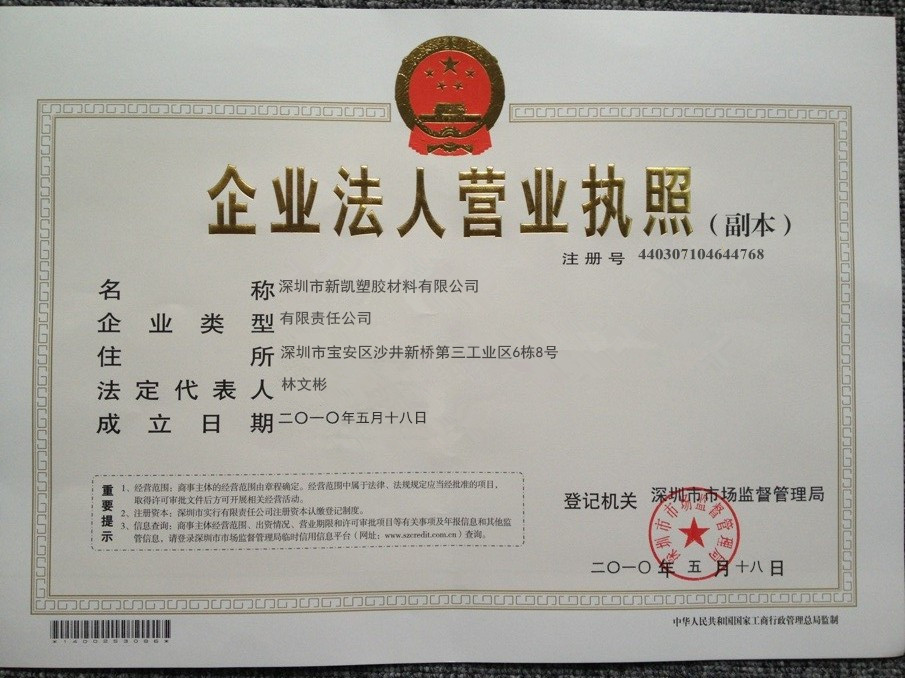 企业法人营业执照（副本）
注册号 440307104644768
名称 深圳市新凯塑胶材料有限公司
企业类型 有限责任公司
住所 深圳市宝安区沙井新桥第三工业区6栋8号
法定代表人 林文彬
成立日期 二〇一〇年五月十八日
重要提示
1、经营范围：商事主体的经营范围由章程确定。经营范围中属于法律、法规规定应当经批准的项目，
取得许可审批文件后方可开展相关经营活动。
2、注册资本：深圳市实行有限责任公司注册资本认缴登记制度。
3、信息查询：商事主体经营范围、出资情况、营业期限和许可审批项目等有关事项及年报信息和其他监
管信息，请登录深圳市市场监督管理局临时信用信息平台（网址：www.szcredit.com.cn）查询。
登记机关 深圳市市场监督管理局
深圳市市场监督管理局
二〇一〇年五月十八日
中华人民共和国国家工商行政管理总局监制